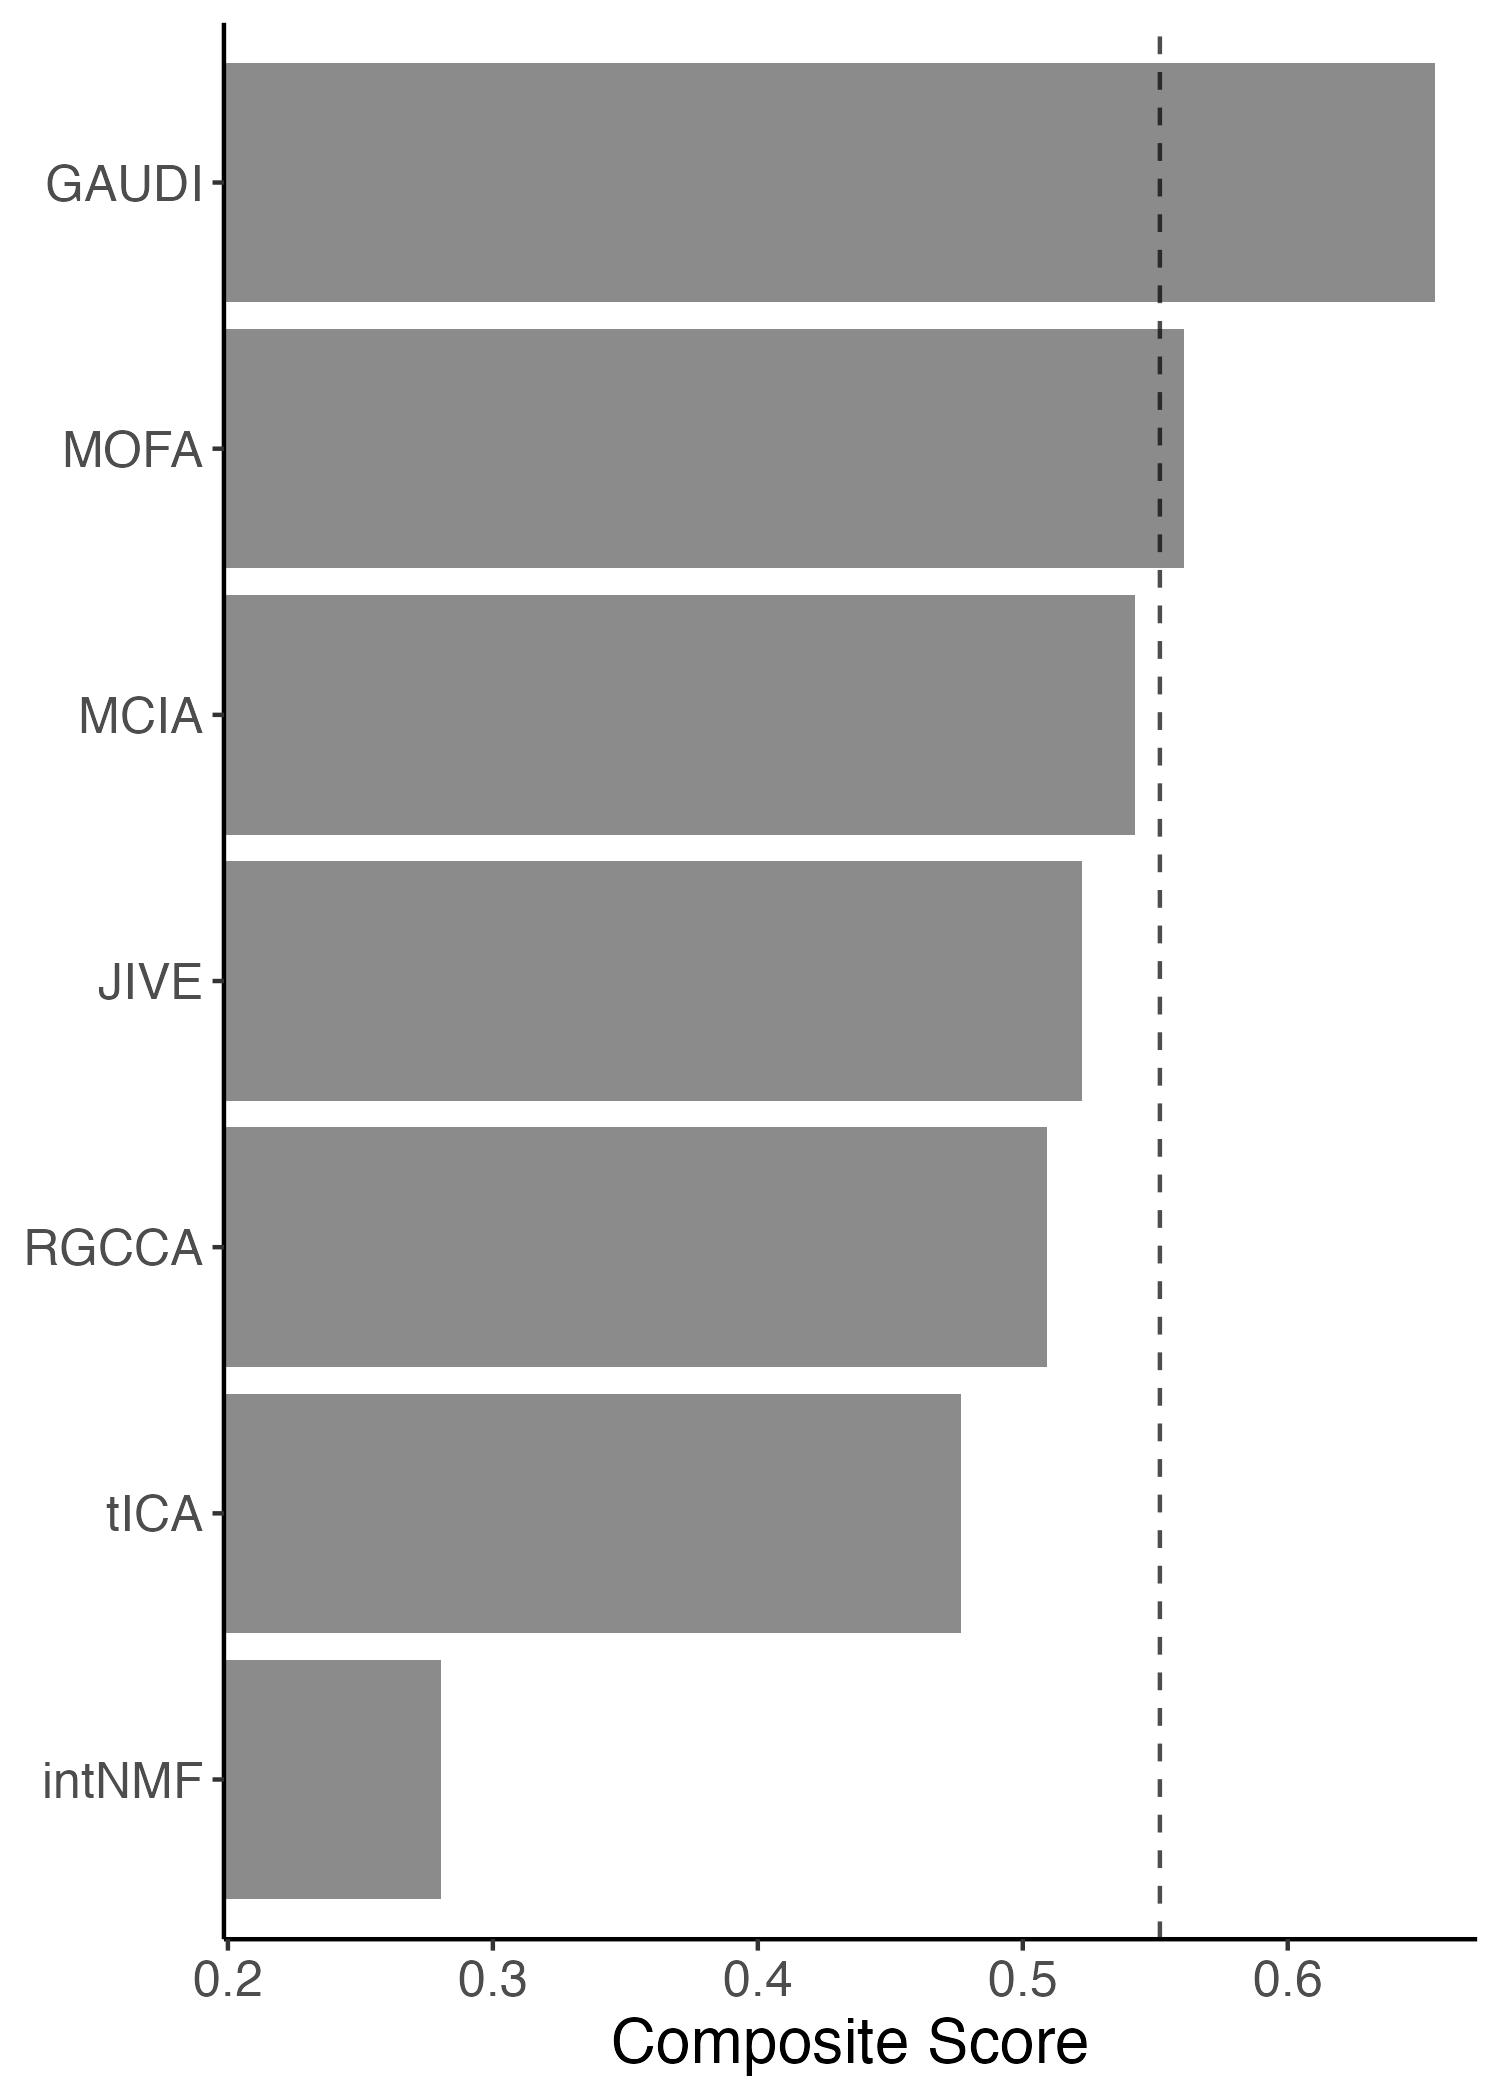 GAUDI
MOFA
MCIA
JIVE
RGCCA
tICA
intNMF
0.2 0.3 0.4 0.5 0.6
Composite Score